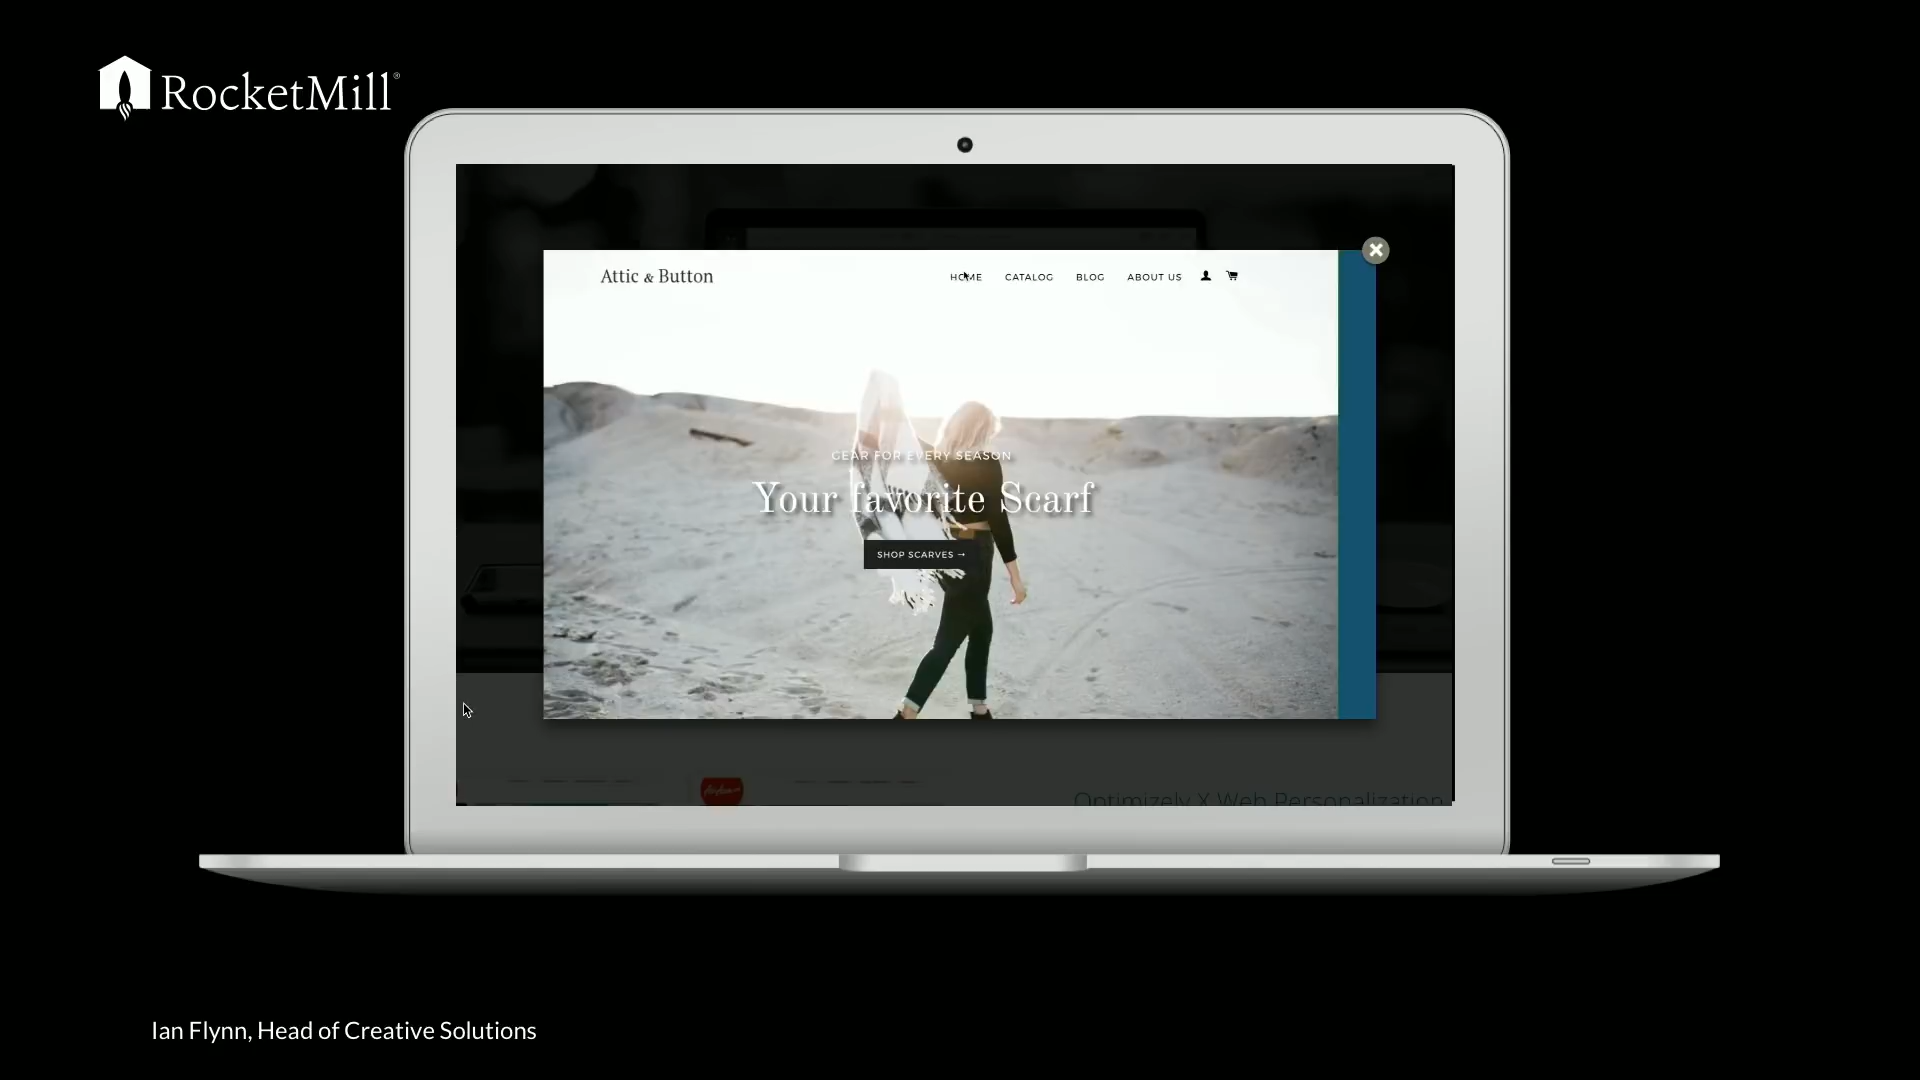 RocketMill®
Attic & Button
HOME CATALOG BLOG ABOUT US
GEAR FOR EVERY SEASON
Your favorite Scarf
SHOP SCARVES →
Optimizely X Web Personalization
Ian Flynn, Head of Creative Solutions